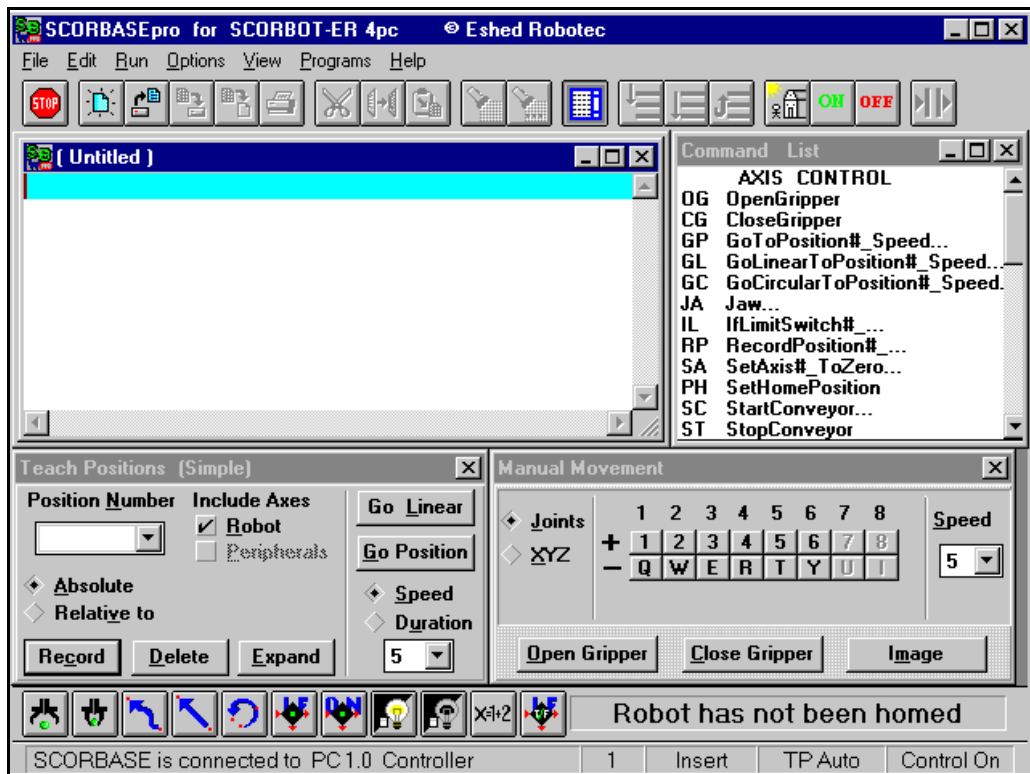 SCORBASEpro for SCORBOT-ER 4pc © Eshed Robotec
File Edit Run Options View Programs Help
STOP ON OFF
( Untitled )
Command List
AXIS CONTROL
OG OpenGripper
CG CloseGripper
GP GoToPosition#_Speed...
GL GoLinearToPosition#_Speed...
GC GoCircularToPosition#_Speed.
JA Jaw...
IL IfLimitSwitch#_...
RP RecordPosition#_...
SA SetAxis#_ToZero...
PH SetHomePosition
SC StartConveyor...
ST StopConveyor
Teach Positions (Simple)
Position Number Include Axes
Robot
Peripherals
Absolute
Relative to
Record Delete Expand
Go Linear
Go Position
Speed
Duration
5
Manual Movement
Joints
XYZ
1 2 3 4 5 6 7 8
+ 1 2 3 4 5 6 7 8
– Q W E R T Y U I
Speed
5
Open Gripper Close Gripper Image
X=1+2
Robot has not been homed
SCORBASE is connected to PC 1.0 Controller 1 Insert TP Auto Control On